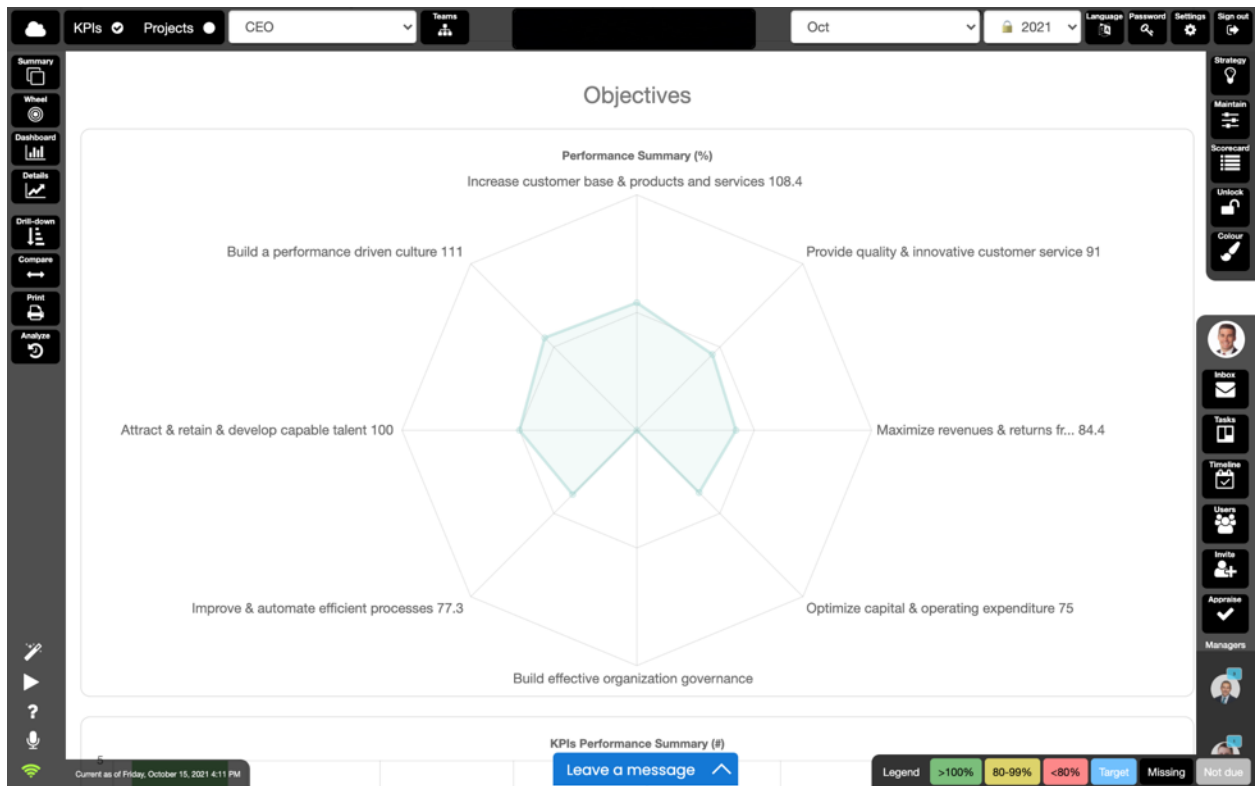 KPIs Projects CEO Teams Oct 2021 Language Password Settings Sign out
Summary
Wheel
Dashboard
Details
Drill-down
Compare
Print
Analyze
Objectives
Performance Summary (%)
Increase customer base & products and services 108.4
Build a performance driven culture 111
Provide quality & innovative customer service 91
Attract & retain & develop capable talent 100
Maximize revenues & returns fr... 84.4
Improve & automate efficient processes 77.3
Optimize capital & operating expenditure 75
Build effective organization governance
KPIs Performance Summary (#)
5
Strategy
Maintain
Scorecard
Unlock
Colour
Inbox
Tasks
Timeline
Users
Invite
Appraise
Managers
?
Current as of Friday, October 15, 2021 4:11 PM
Leave a message
Legend >100% 80-99% <80% Target Missing Not due